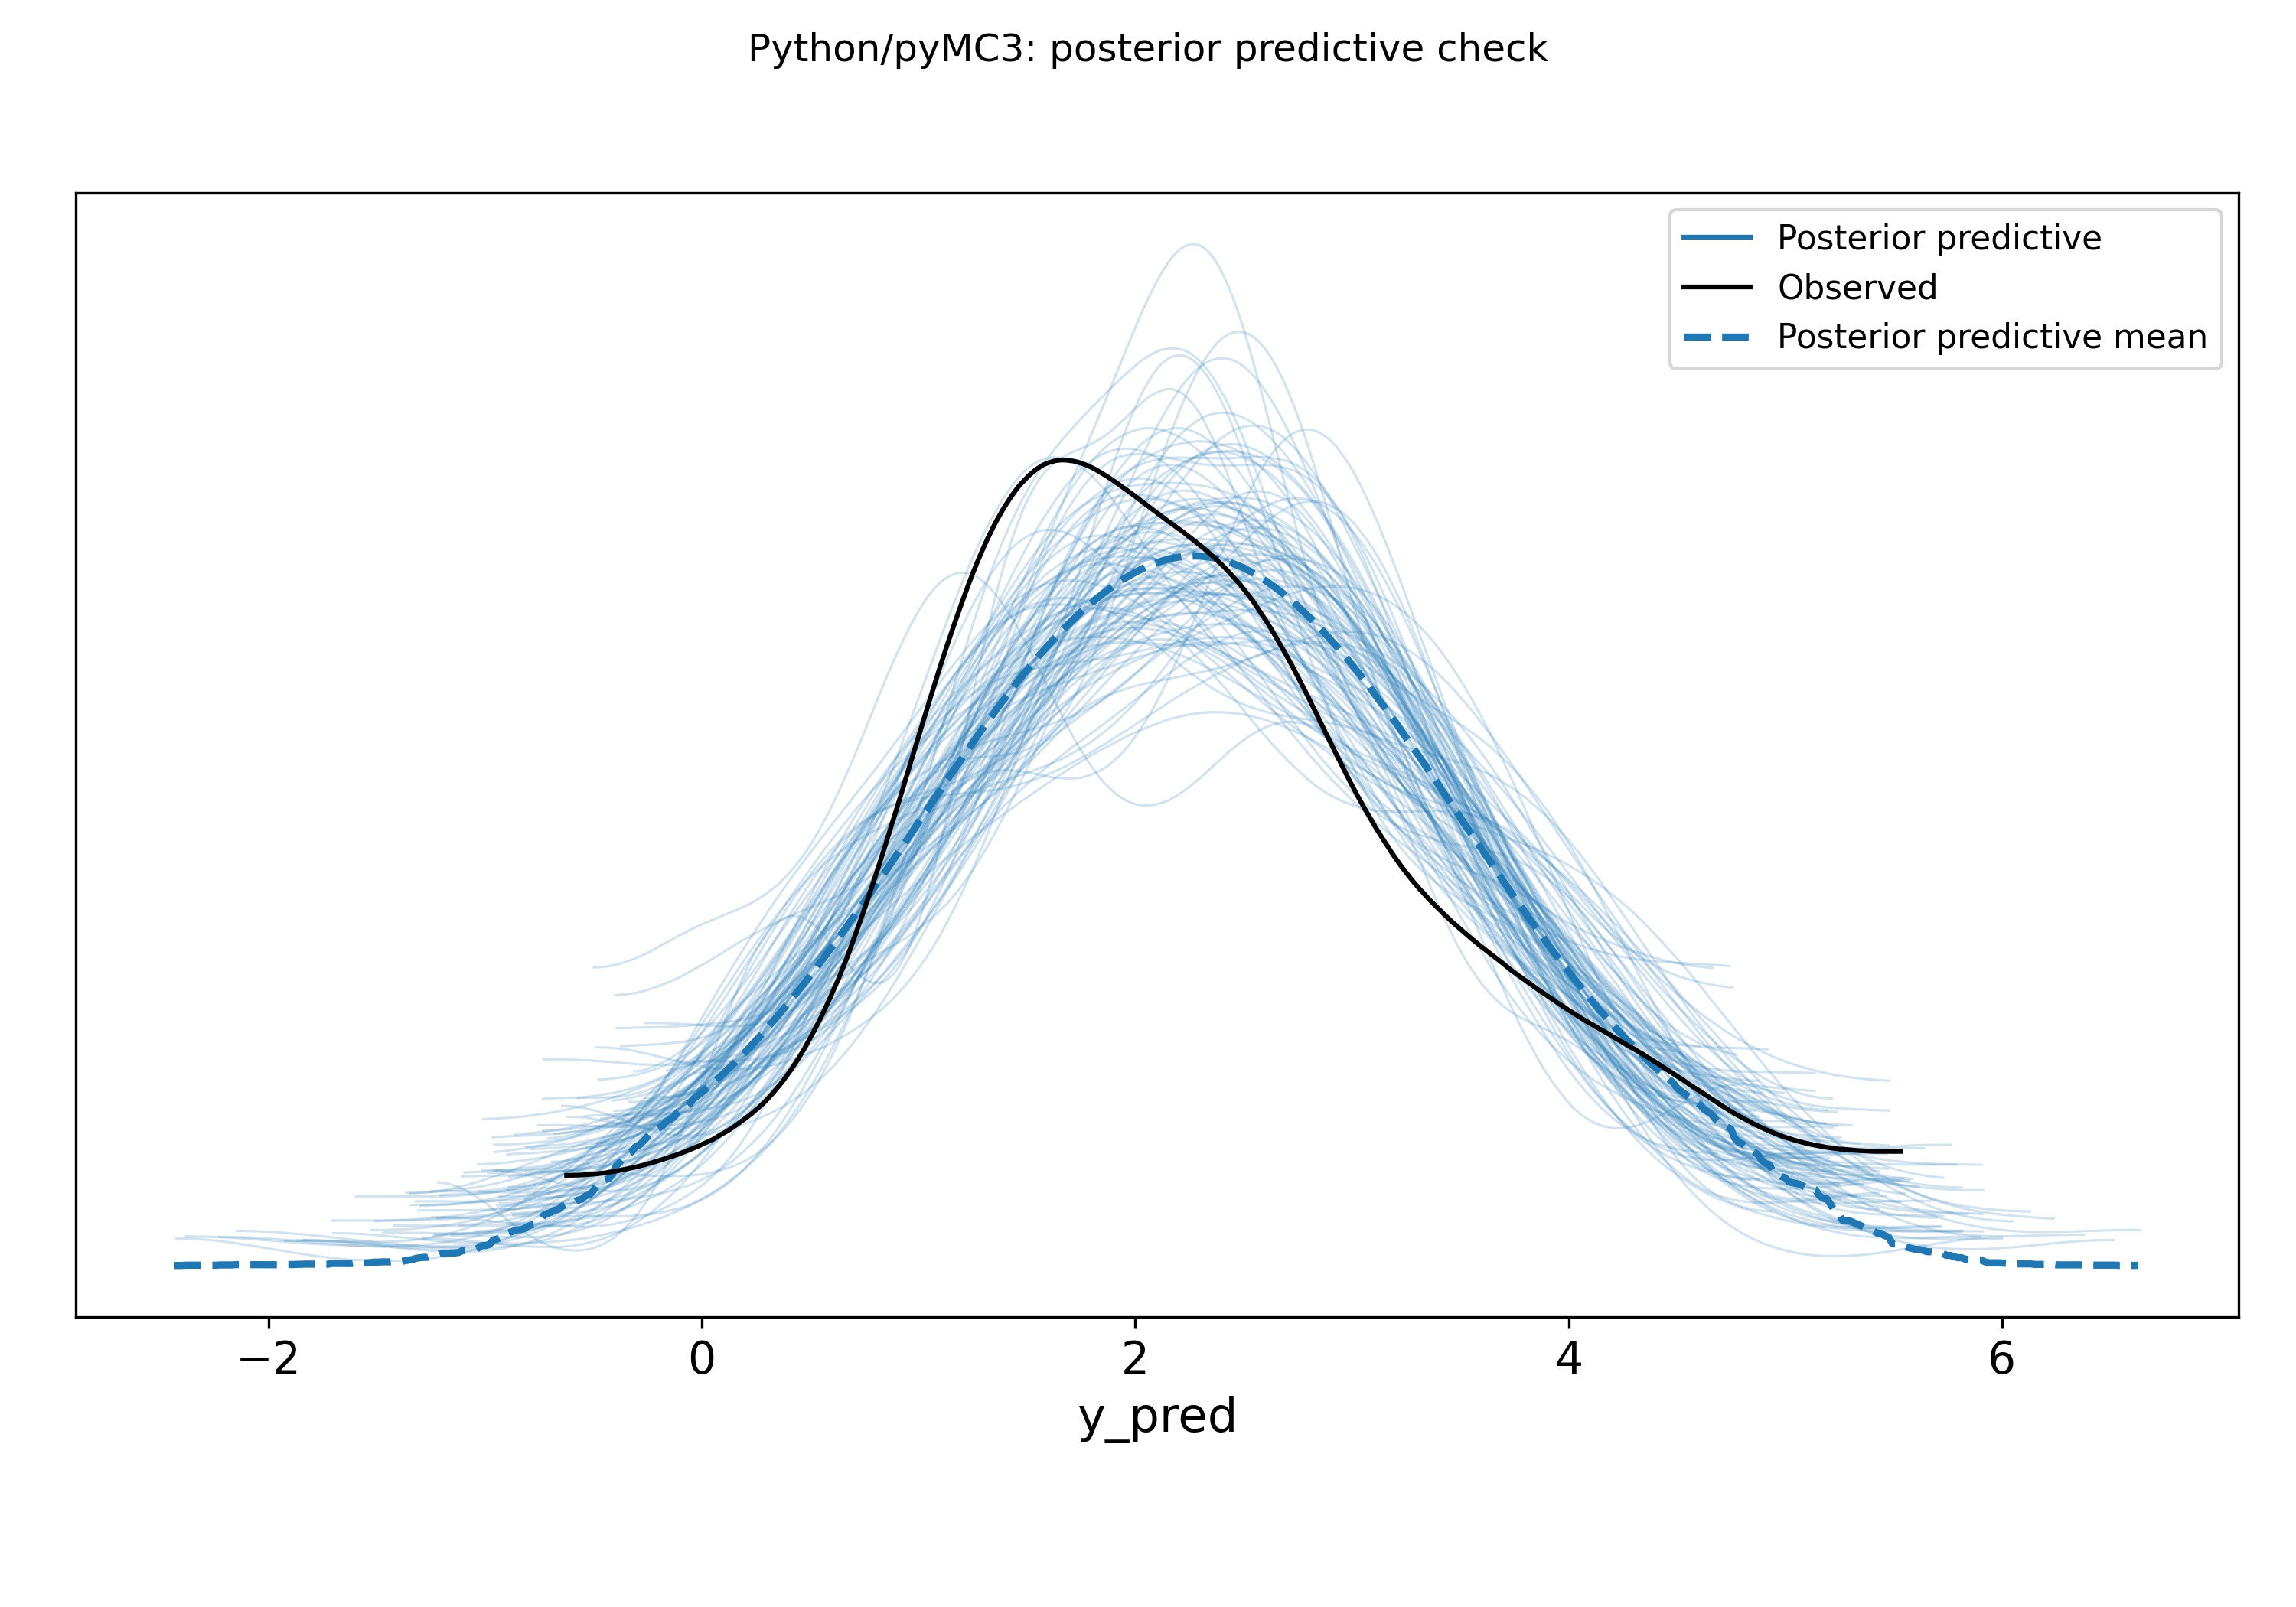 Python/pyMC3: posterior predictive check
Posterior predictive
Observed
Posterior predictive mean
−2 0 2 4 6
y_pred